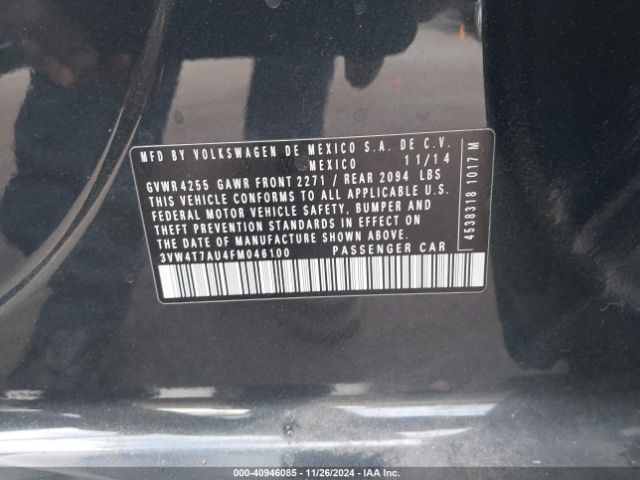 MFD BY VOLKSWAGEN DE MEXICO S.A. DE C.V.
MEXICO 11/14
GVWR 4255 GAWR FRONT 2271 / REAR 2094 LBS
THIS VEHICLE CONFORMS TO ALL APPLICABLE U.S.
FEDERAL MOTOR VEHICLE SAFETY, BUMPER AND
THEFT PREVENTION STANDARDS IN EFFECT ON
THE DATE OF MANUFACTURE SHOWN ABOVE.
3VW4T7AU4FM046100 PASSENGER CAR
4538318 1017 M
000-40946085 - 11/26/2024 - IAA Inc.